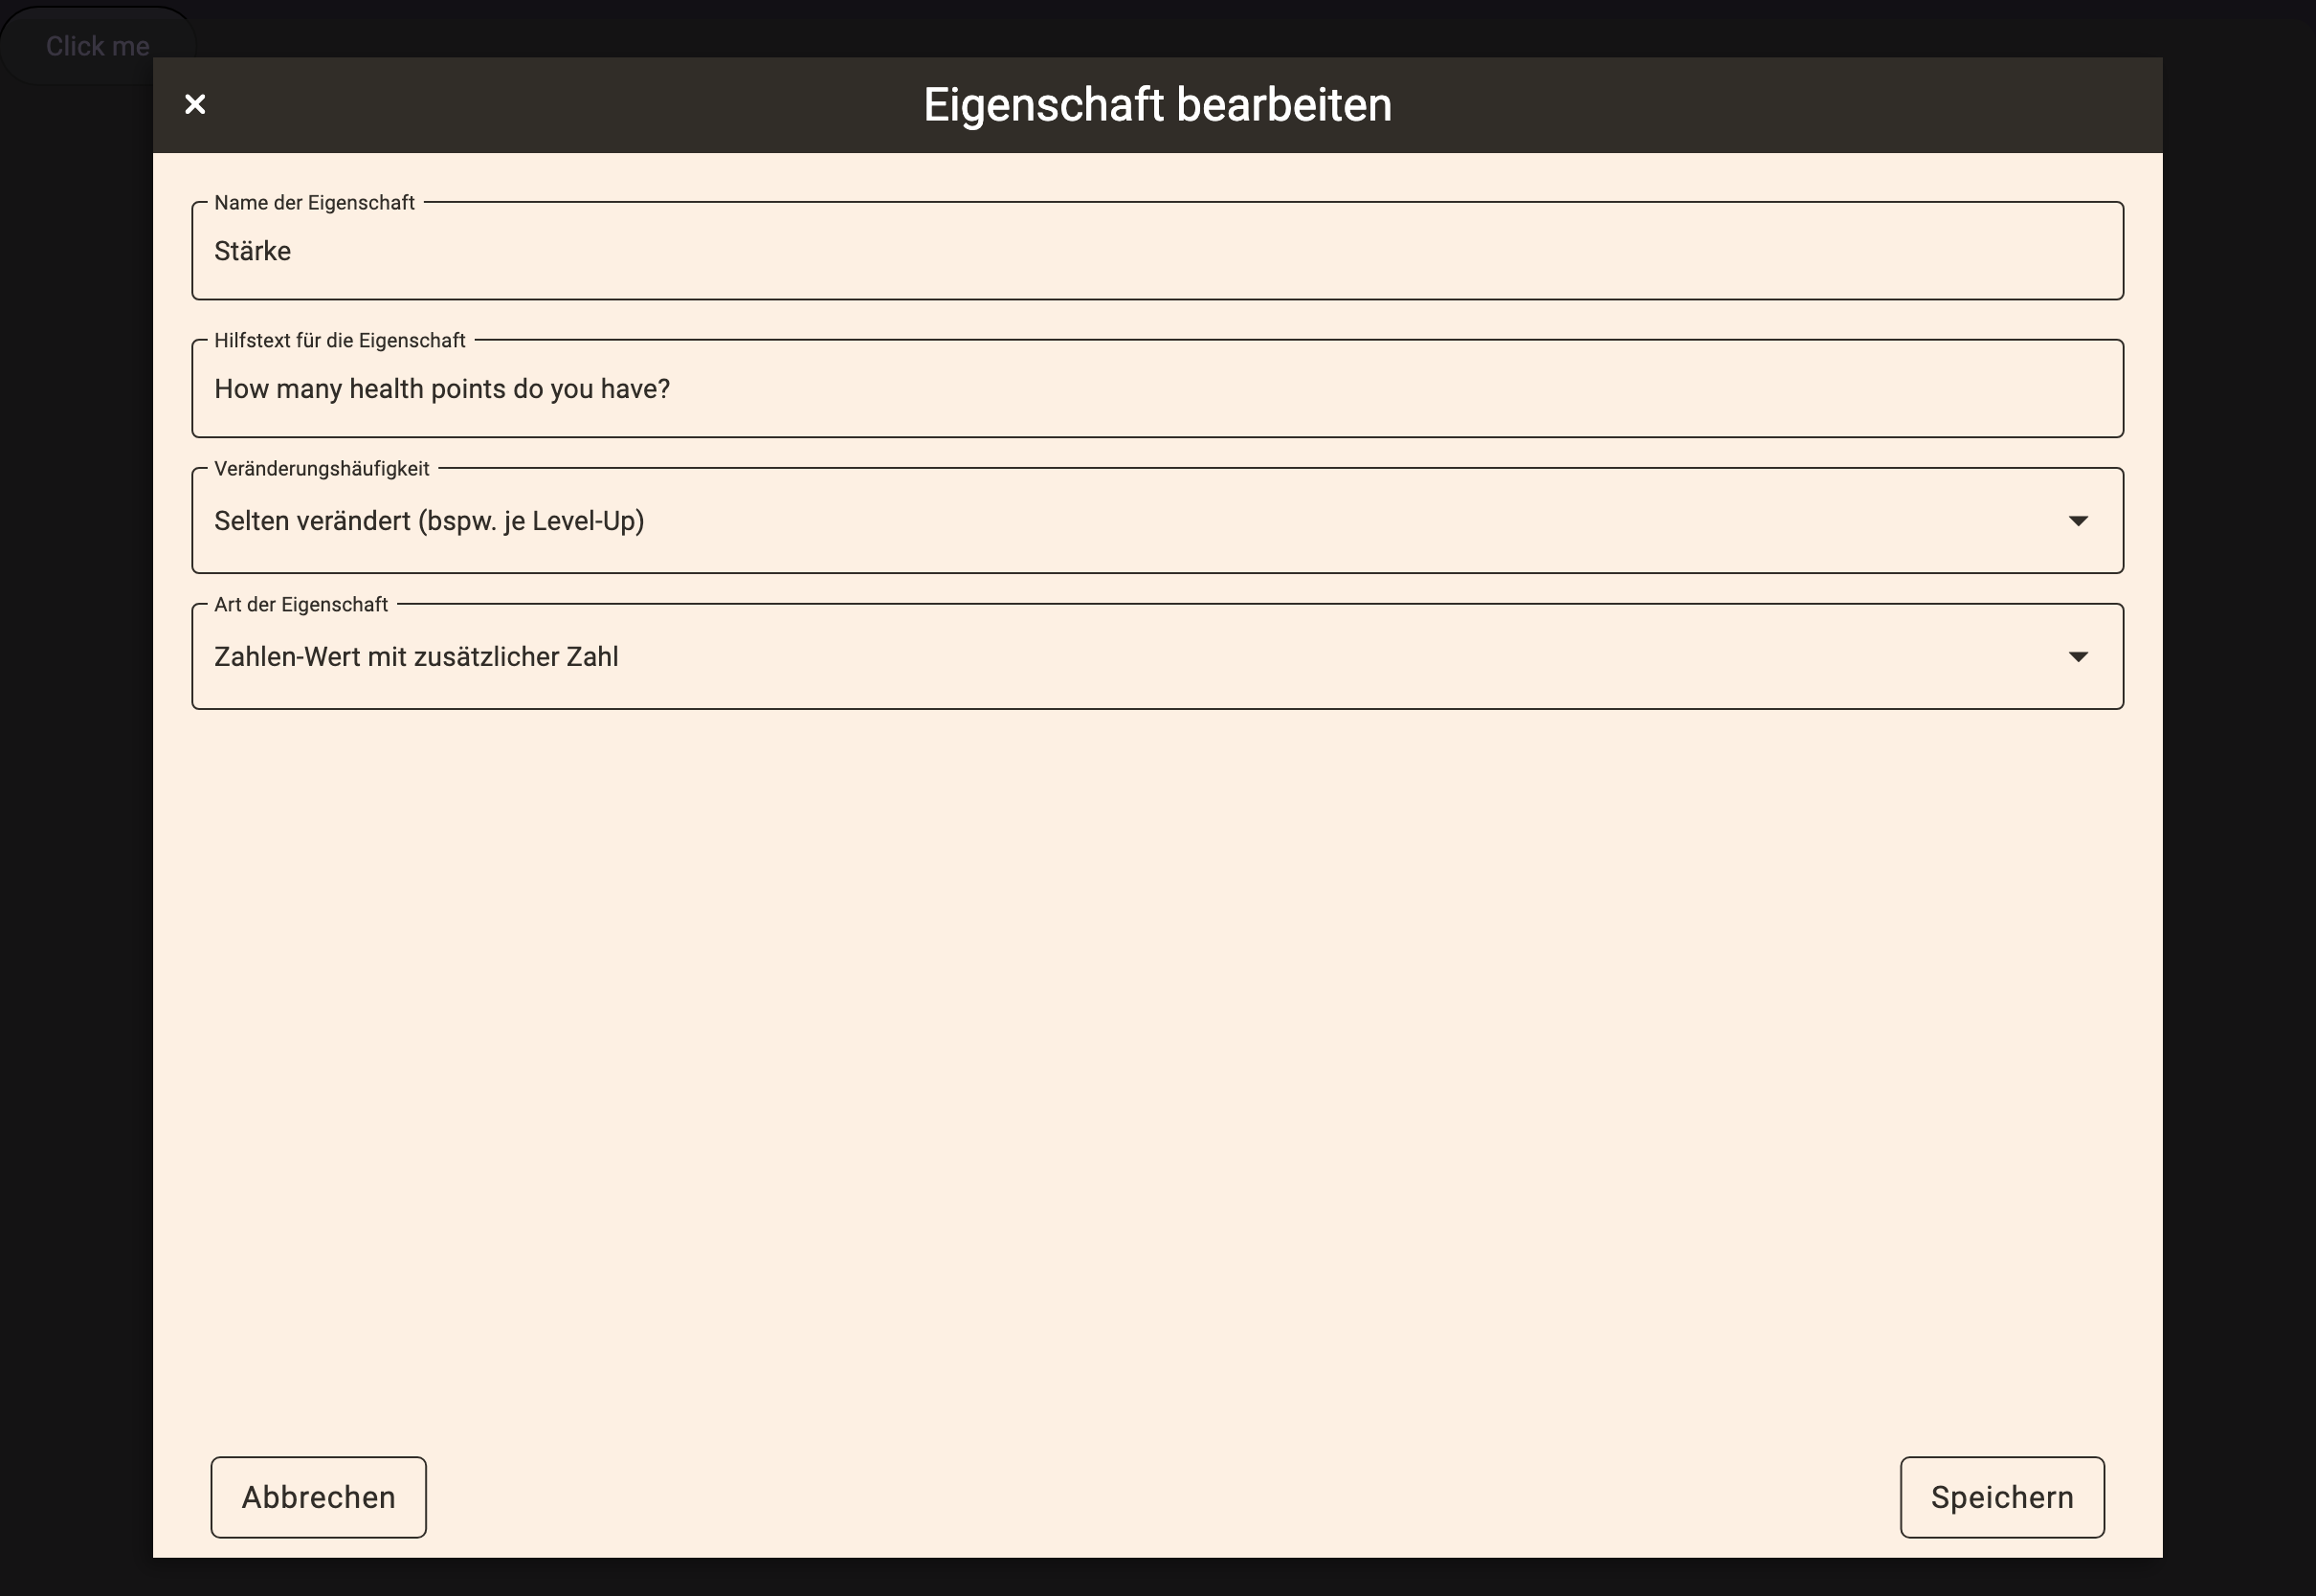 Click me
Eigenschaft bearbeiten
Name der Eigenschaft
Stärke
Hilfstext für die Eigenschaft
How many health points do you have?
Veränderungshäufigkeit
Selten verändert (bspw. je Level-Up)
Art der Eigenschaft
Zahlen-Wert mit zusätzlicher Zahl
Abbrechen
Speichern